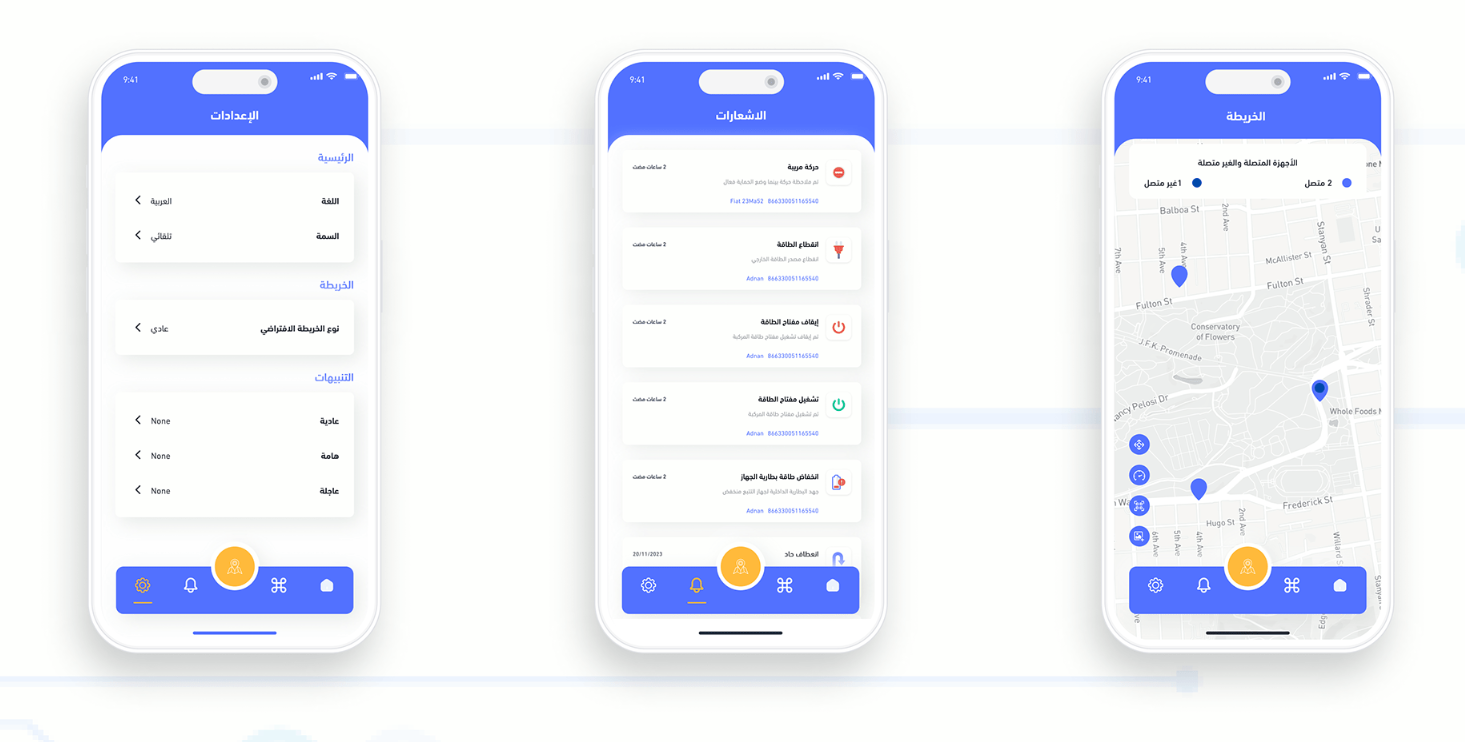 9:41
الإعدادات
الرئيسية
اللغة العربية
السمة تلقائي
الخريطة
نوع الخريطة الافتراضي عادي
التنبيهات
عادية None
هامة None
عاجلة None
9:41
الاشعارات
حركة مريبة 2 ساعات مضت
تم ملاحظة حركة بينما وضع الحماية فعال
Fiat 23Ma52 866330051165540
انقطاع الطاقة 2 ساعات مضت
انقطاع مصدر الطاقة الخارجي
Adnan 866330051165540
إيقاف مفتاح الطاقة 2 ساعات مضت
تم إيقاف تشغيل مفتاح طاقة المركبة
Adnan 866330051165540
تشغيل مفتاح الطاقة 2 ساعات مضت
تم تشغيل مفتاح طاقة المركبة
Adnan 866330051165540
انخفاض طاقة بطارية الجهاز 2 ساعات مضت
جهد البطارية الداخلية لجهاز التتبع منخفض
Adnan 866330051165540
انعطاف حاد 20/11/2023
9:41
الخريطة
الأجهزة المتصلة والغير متصلة
2 متصل 1غير متصل
Balboa St
2nd Ave
Stanyan St
7th Ave
5th Ave
4th Ave
McAllister St
Fulton St
Fulton St
Shrader St
Conservatory
of Flowers
J.F.K. Promenade
ancy Pelosi Dr
Whole Foods M
Frederick St
Hugo St
2nd Ave
6th Ave
5th Ave
4th Ave
Willard S
Stanyan